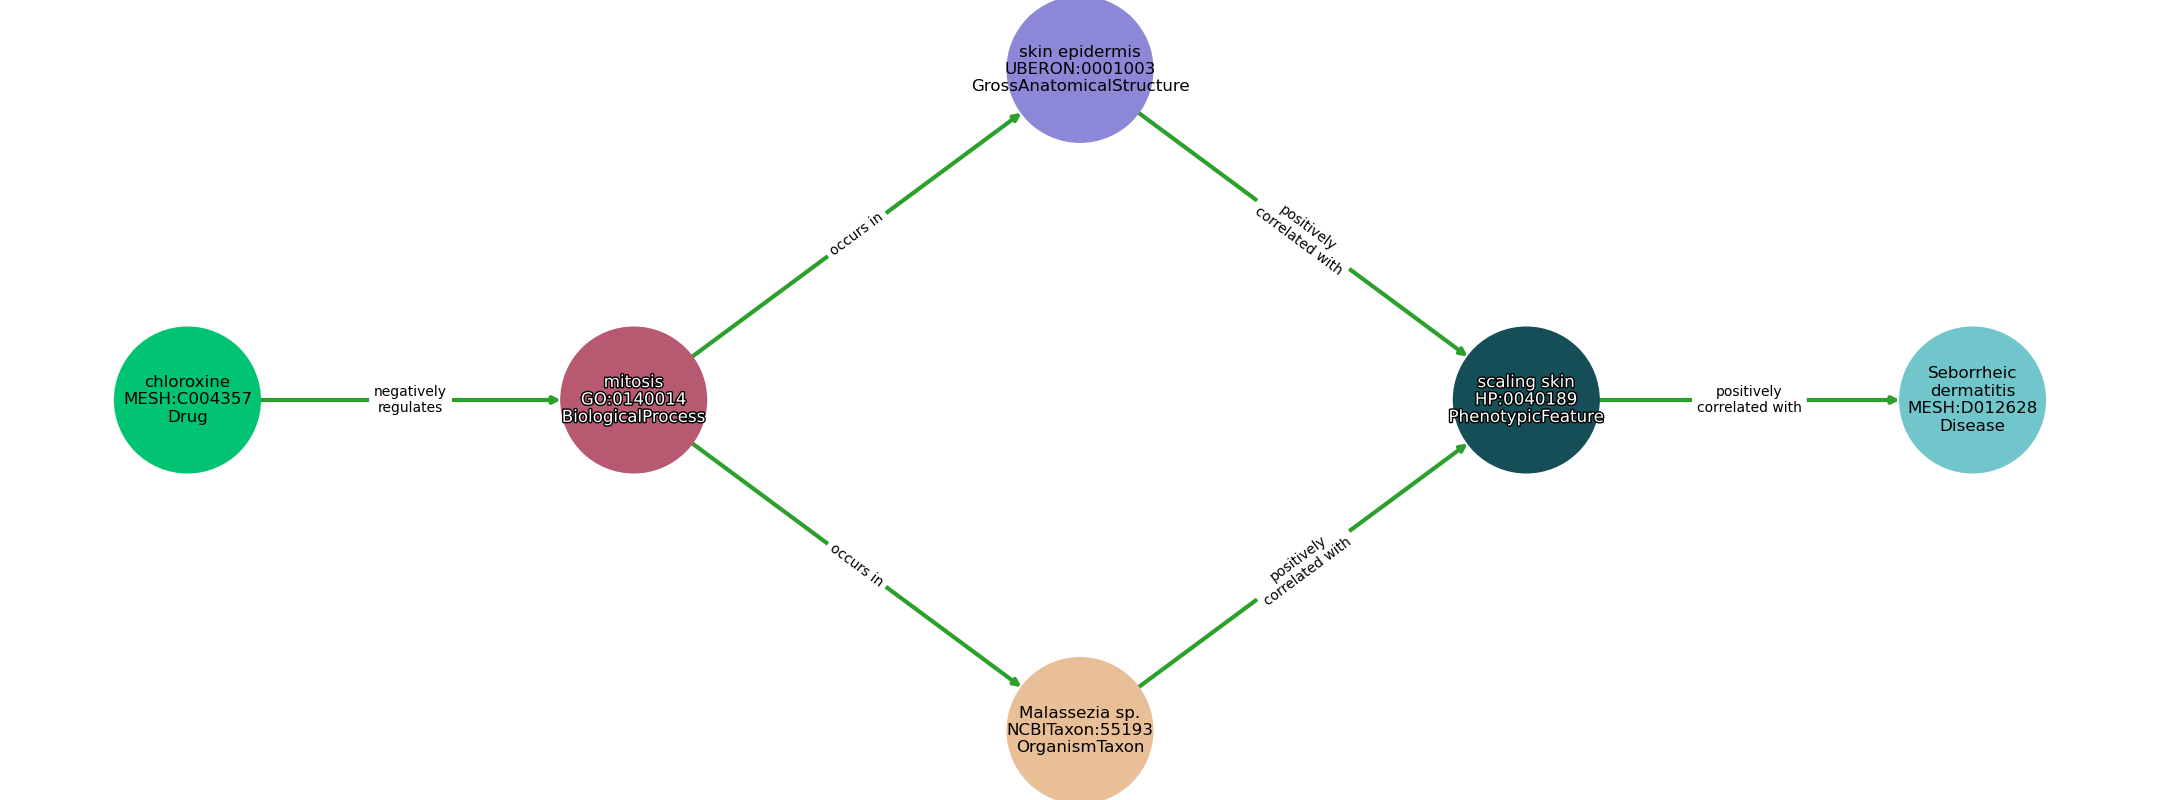 skin epidermis
UBERON:0001003
GrossAnatomicalStructure
occurs in
positively
correlated with
chloroxine
MESH:C004357
Drug
negatively
regulates
mitosis
GO:0140014
BiologicalProcess
scaling skin
HP:0040189
PhenotypicFeature
positively
correlated with
Seborrheic
dermatitis
MESH:D012628
Disease
occurs in
positively
correlated with
Malassezia sp.
NCBITaxon:55193
OrganismTaxon